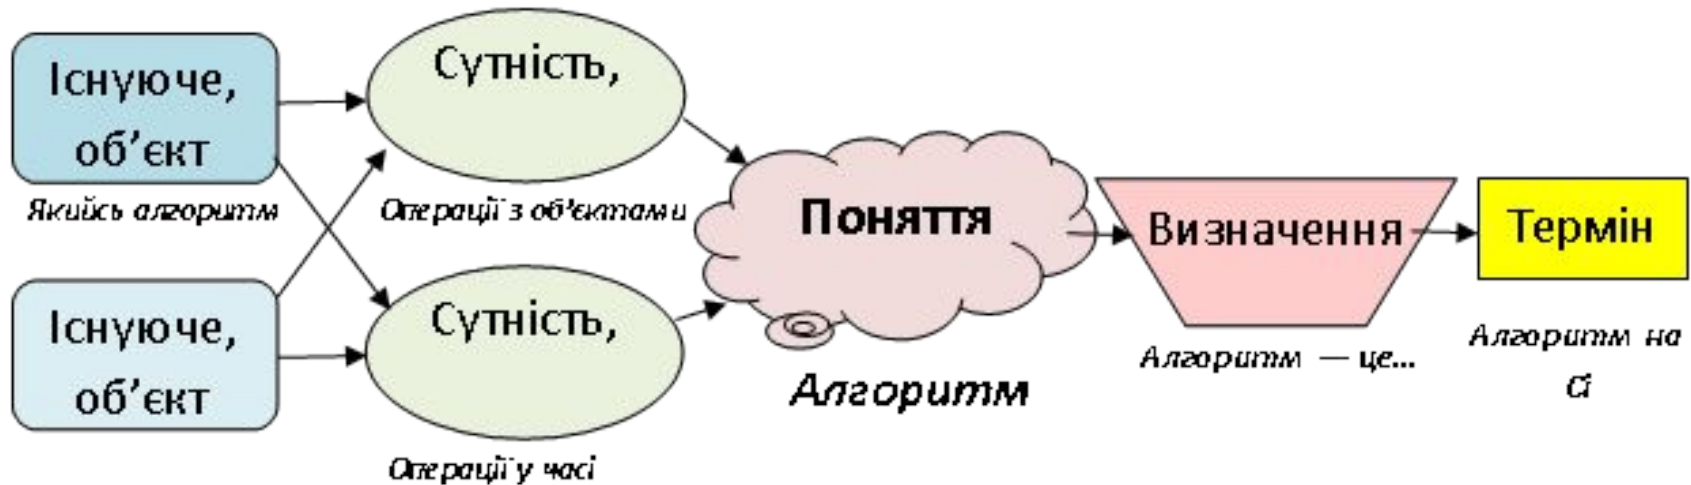 Існуюче,
об’єкт
Якийсь алгоритм
Існуюче,
об’єкт
Сутність,
Операції з об’єктами
Сутність,
Операції у часі
Поняття
Алгоритм
Визначення
Алгоритм — це...
Термін
Алгоритм на
Сі